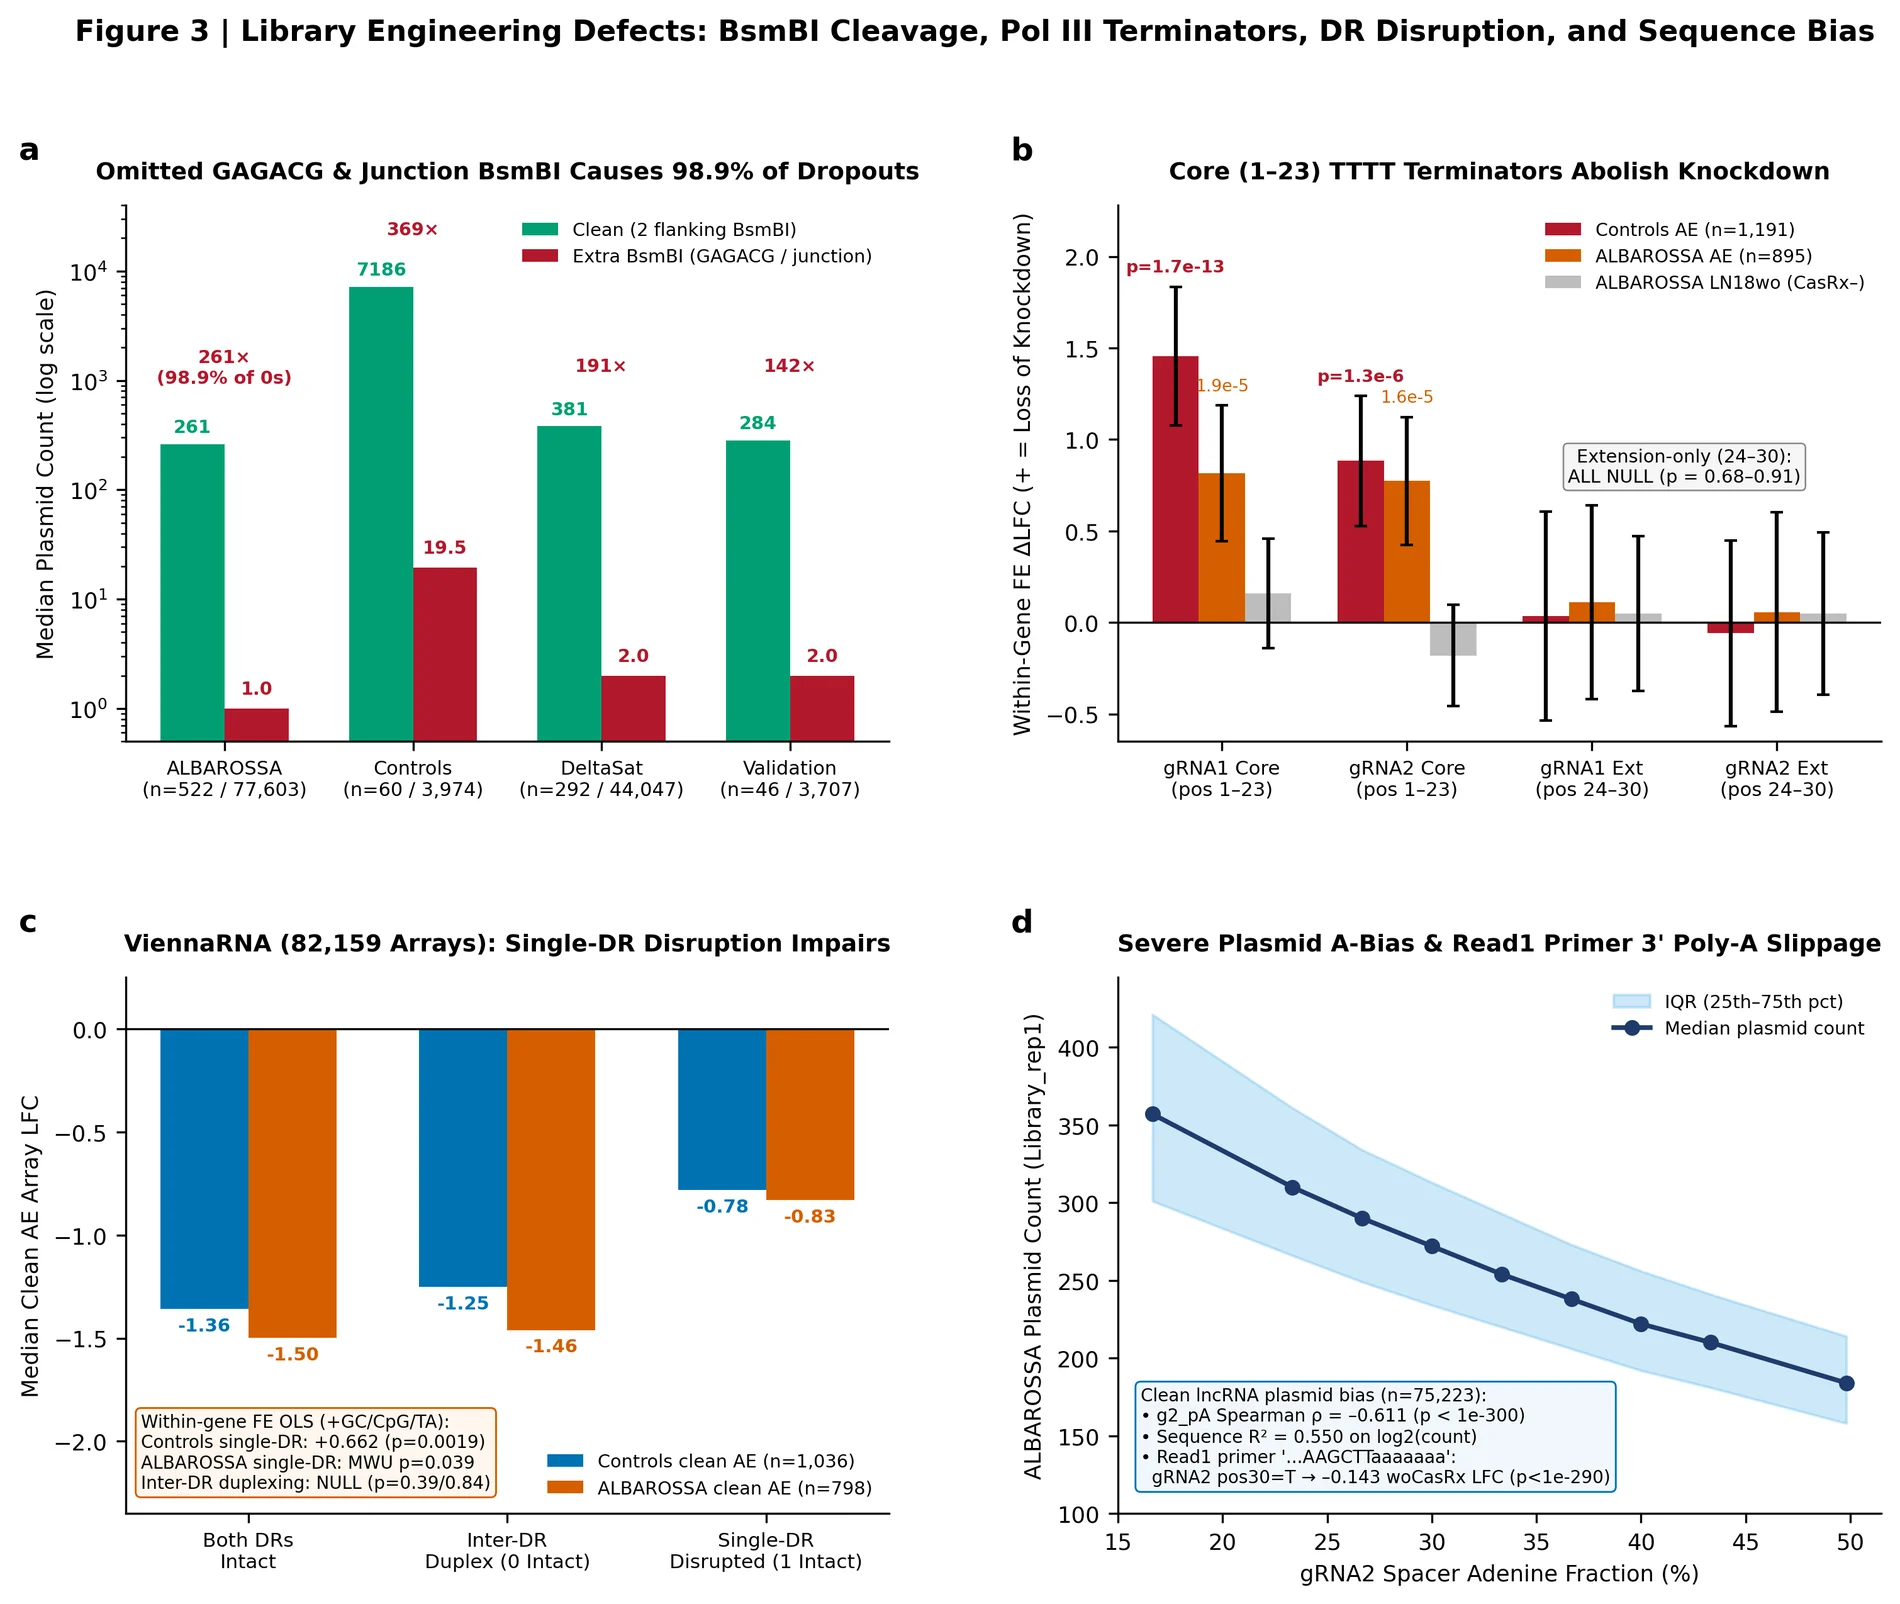 Figure 3 | Library Engineering Defects: BsmBI Cleavage, Pol III Terminators, DR Disruption, and Sequence Bias
a
Omitted GAGACG & Junction BsmBI Causes 98.9% of Dropouts
Median Plasmid Count (log scale)
10⁴
10³
10²
10¹
10⁰
Clean (2 flanking BsmBI)
Extra BsmBI (GAGACG / junction)
261×
(98.9% of 0s)
261
1.0
369×
7186
19.5
191×
381
2.0
142×
284
2.0
ALBAROSSA
(n=522 / 77,603)
Controls
(n=60 / 3,974)
DeltaSat
(n=292 / 44,047)
Validation
(n=46 / 3,707)
b
Core (1–23) TTTT Terminators Abolish Knockdown
Within-Gene FE ΔLFC (+ = Loss of Knockdown)
2.0
1.5
1.0
0.5
0.0
−0.5
Controls AE (n=1,191)
ALBAROSSA AE (n=895)
ALBAROSSA LN18wo (CasRx–)
p=1.7e-13
1.9e-5
p=1.3e-6
1.6e-5
Extension-only (24–30):
ALL NULL (p = 0.68–0.91)
gRNA1 Core
(pos 1–23)
gRNA2 Core
(pos 1–23)
gRNA1 Ext
(pos 24–30)
gRNA2 Ext
(pos 24–30)
c
ViennaRNA (82,159 Arrays): Single-DR Disruption Impairs
Median Clean AE Array LFC
0.0
−0.5
−1.0
−1.5
−2.0
-1.36
-1.50
-1.25
-1.46
-0.78
-0.83
Within-gene FE OLS (+GC/CpG/TA):
Controls single-DR: +0.662 (p=0.0019)
ALBAROSSA single-DR: MWU p=0.039
Inter-DR duplexing: NULL (p=0.39/0.84)
Controls clean AE (n=1,036)
ALBAROSSA clean AE (n=798)
Both DRs
Intact
Inter-DR
Duplex (0 Intact)
Single-DR
Disrupted (1 Intact)
d
Severe Plasmid A-Bias & Read1 Primer 3' Poly-A Slippage
ALBAROSSA Plasmid Count (Library_rep1)
400
350
300
250
200
150
100
IQR (25th–75th pct)
Median plasmid count
Clean lncRNA plasmid bias (n=75,223):
• g2_pA Spearman ρ = –0.611 (p < 1e-300)
• Sequence R² = 0.550 on log2(count)
• Read1 primer '...AAGCTTaaaaaaa':
gRNA2 pos30=T → –0.143 woCasRx LFC (p<1e-290)
15
20
25
30
35
40
45
50
gRNA2 Spacer Adenine Fraction (%)